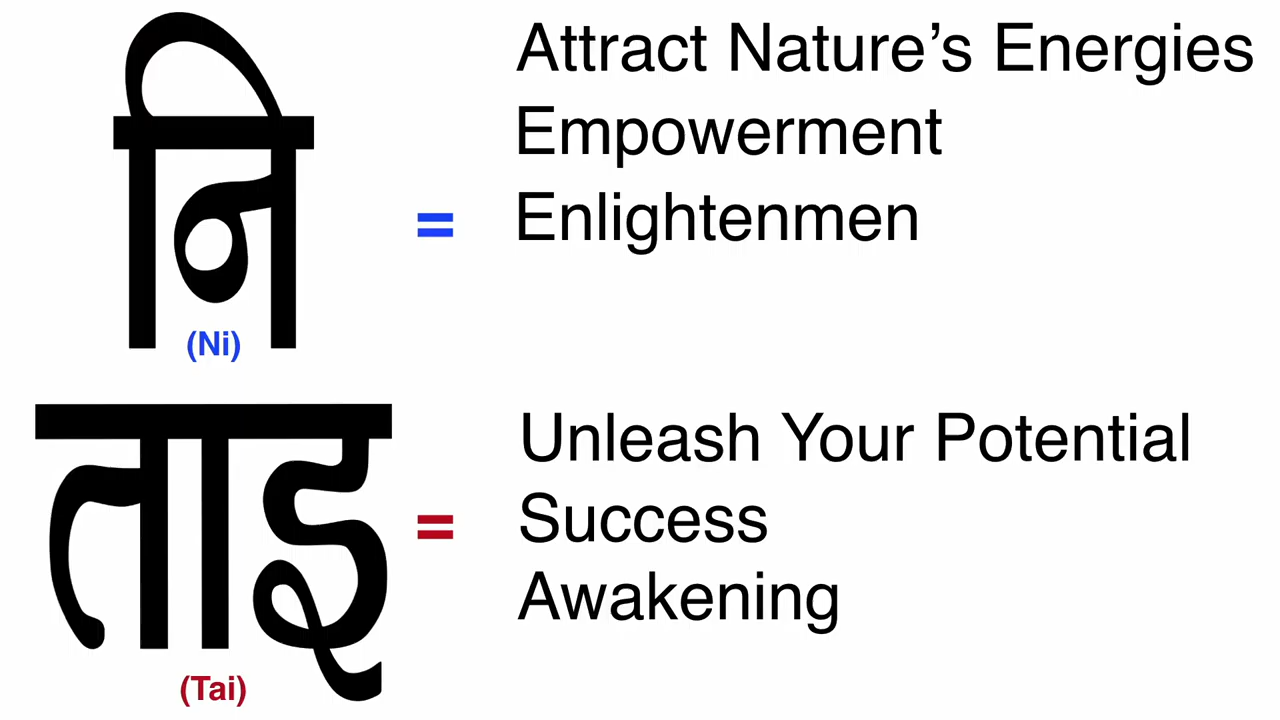 नि
(Ni)
=
Attract Nature’s Energies
Empowerment
Enlightenmen
ताइ
(Tai)
=
Unleash Your Potential
Success
Awakening